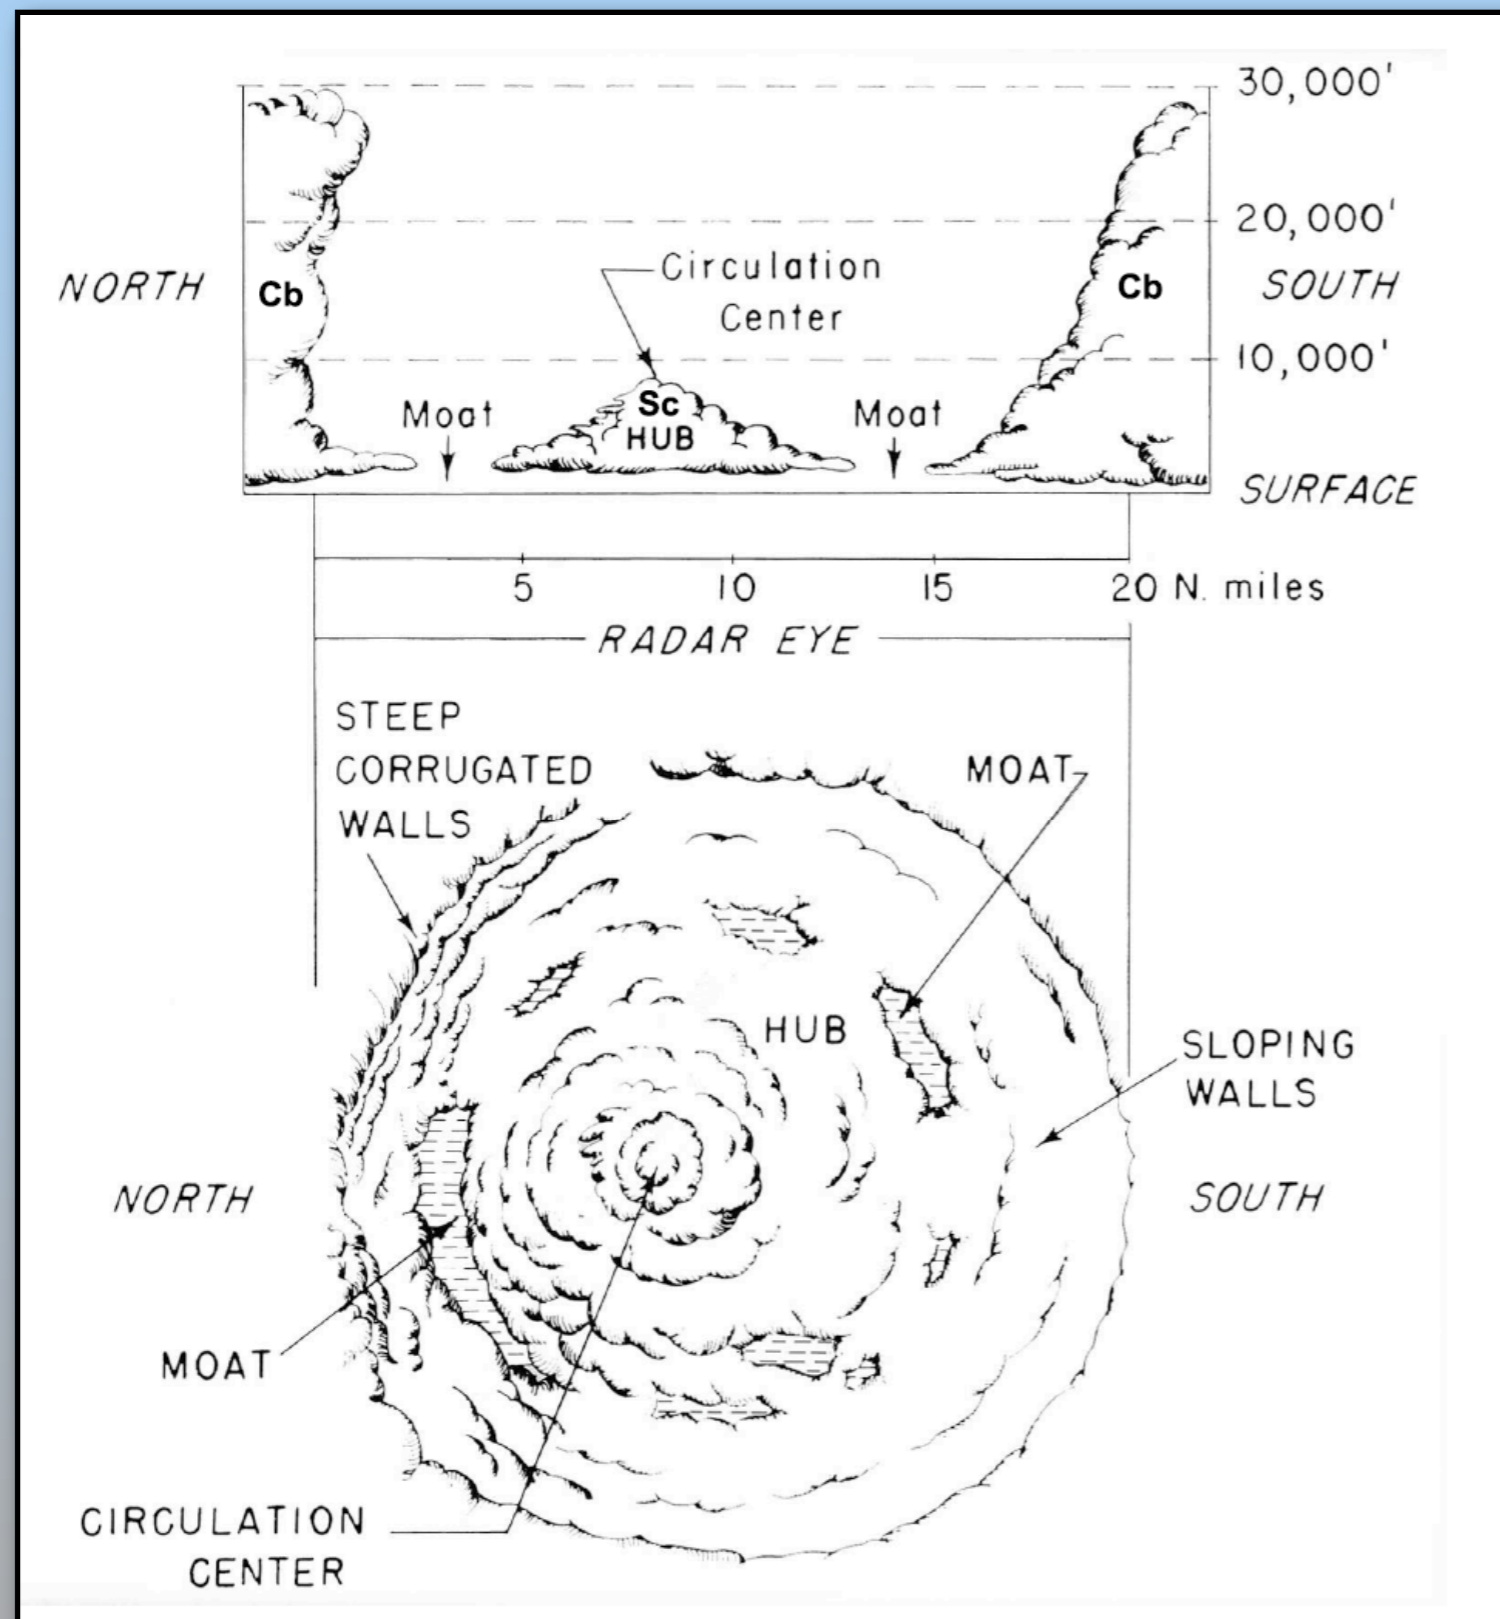 30,000'
20,000'
NORTH
Cb
Circulation
Center
Cb
SOUTH
10,000'
Moat
Sc
HUB
Moat
SURFACE
5 10 15 20 N. miles
RADAR EYE
STEEP
CORRUGATED
WALLS
MOAT
HUB
SLOPING
WALLS
NORTH
SOUTH
MOAT
CIRCULATION
CENTER